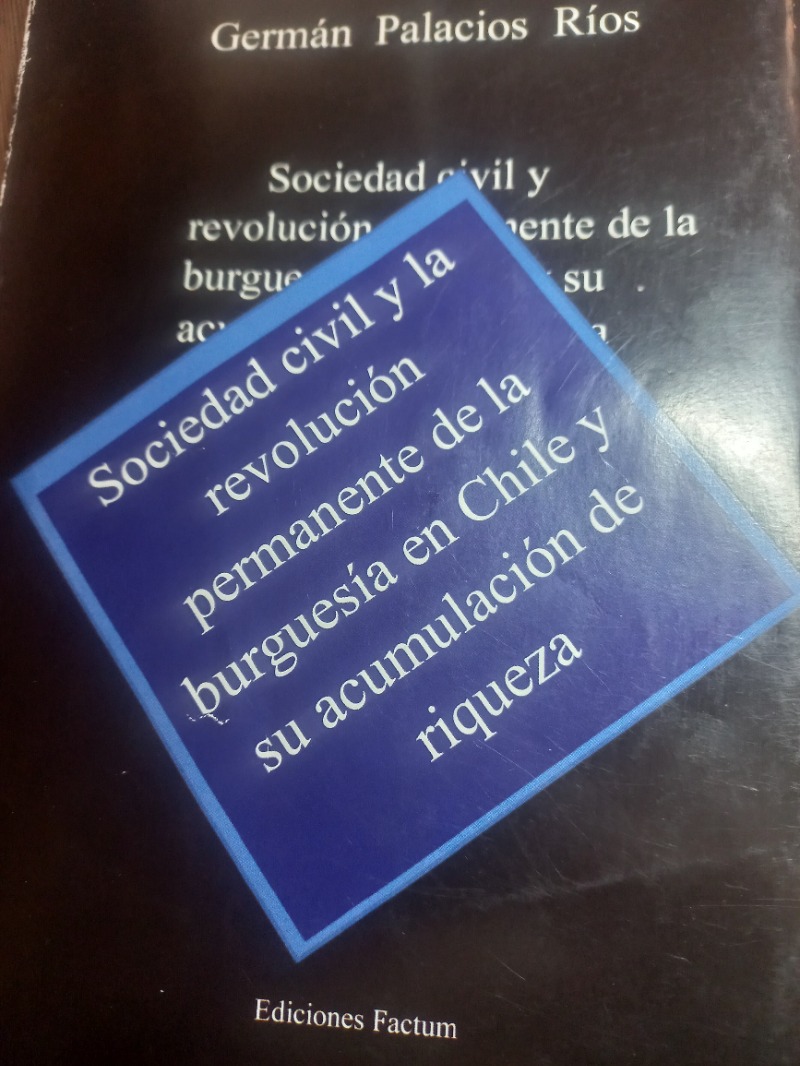 Germán Palacios Ríos
Sociedad civil y
revolución de la
su
Sociedad civil y la
revolución
permanente de la
burguesía en Chile y
su acumulación de
riqueza
Ediciones Factum